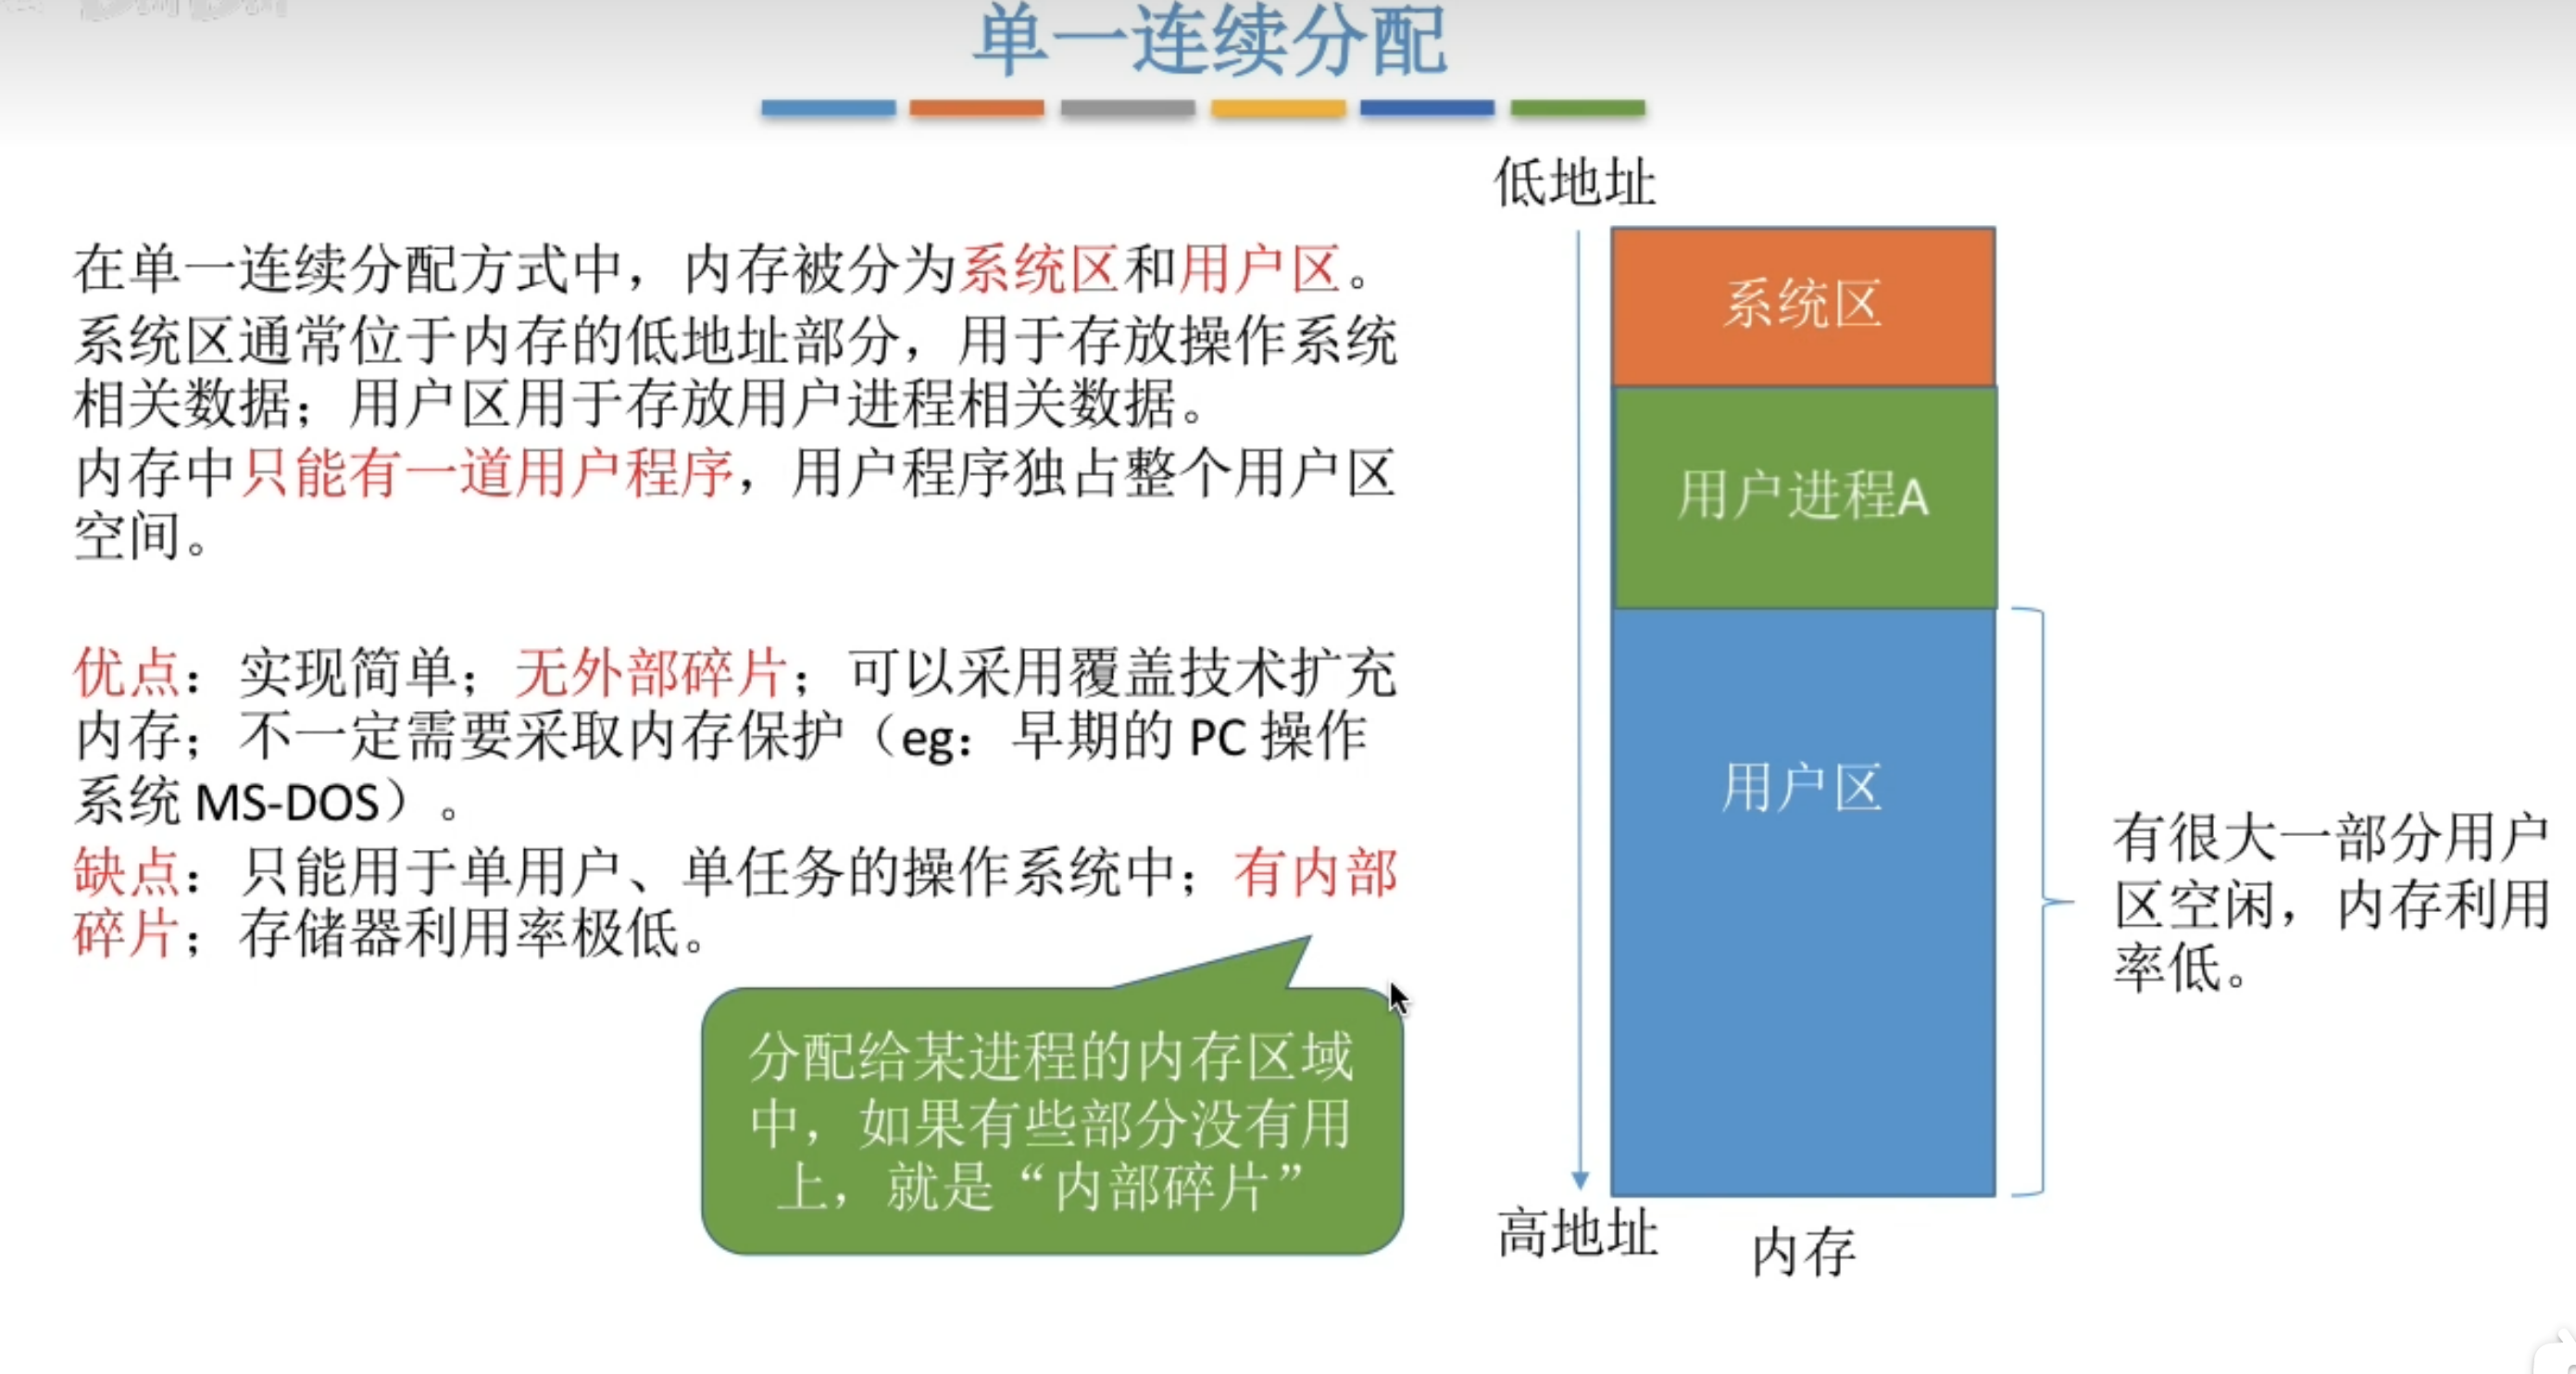 单一连续分配
在单一连续分配方式中，内存被分为系统区和用户区。
系统区通常位于内存的低地址部分，用于存放操作系统
相关数据；用户区用于存放用户进程相关数据。
内存中只能有一道用户程序，用户程序独占整个用户区
空间。
优点：实现简单；无外部碎片；可以采用覆盖技术扩充
内存；不一定需要采取内存保护（eg：早期的 PC 操作
系统 MS-DOS）。
缺点：只能用于单用户、单任务的操作系统中；有内部
碎片；存储器利用率极低。
分配给某进程的内存区域
中，如果有些部分没有用
上，就是“内部碎片”
低地址
系统区
用户进程A
用户区
有很大一部分用户
区空闲，内存利用
率低。
高地址
内存